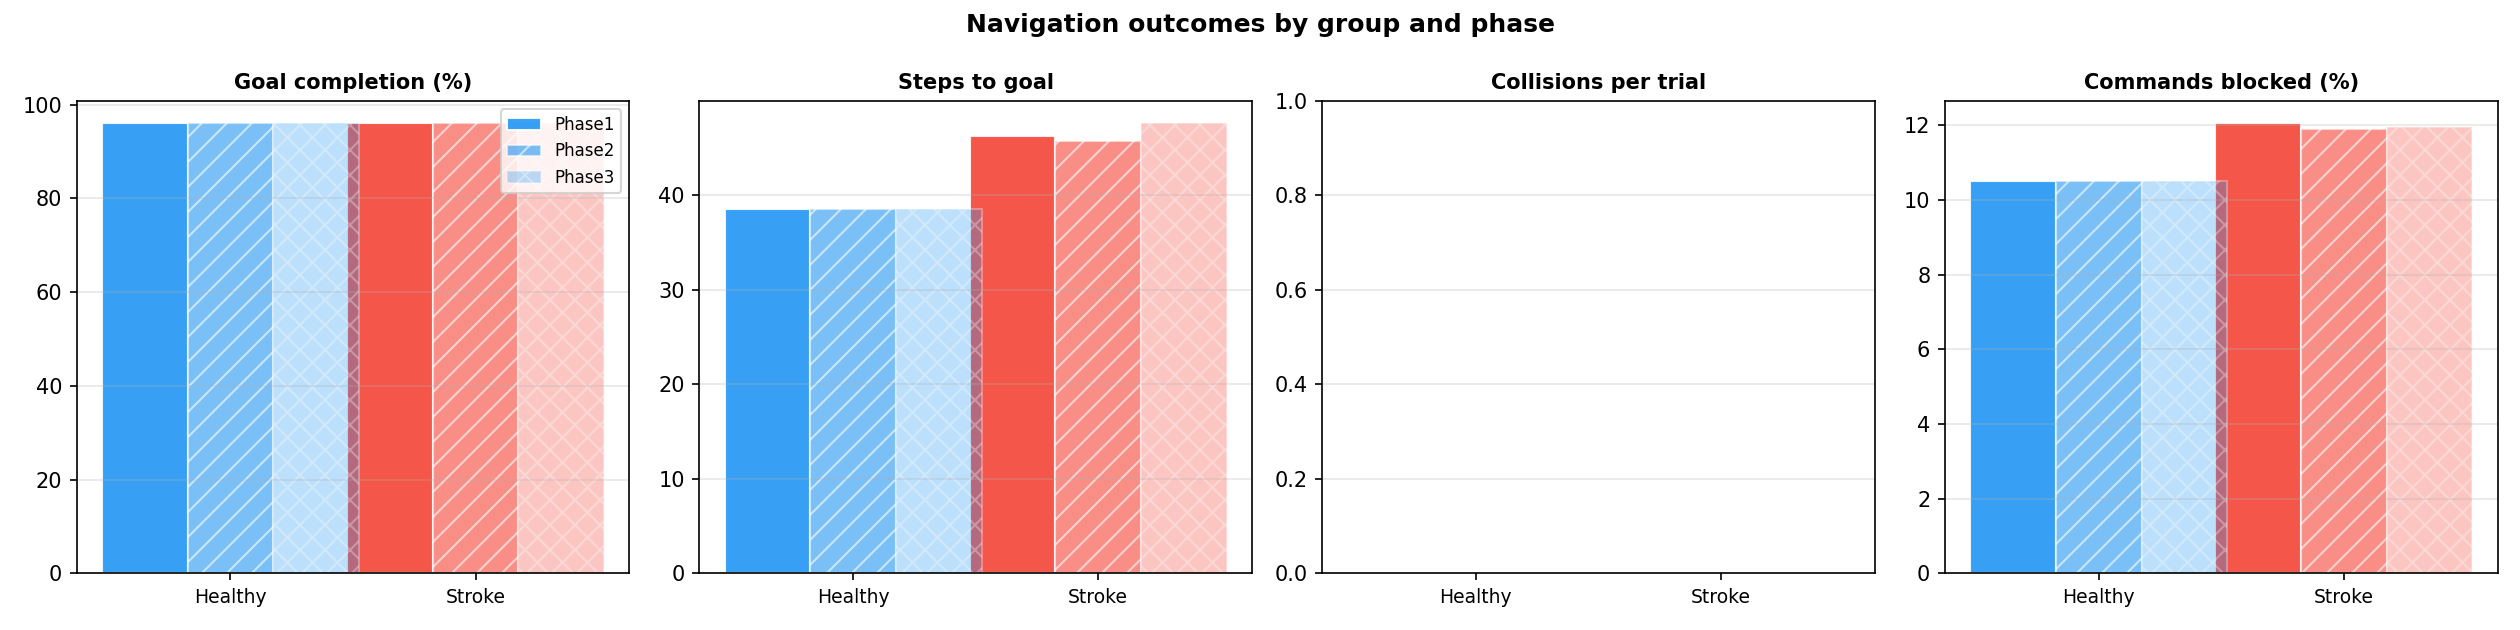 Navigation outcomes by group and phase
Goal completion (%)
100
80
60
40
20
0
Phase1
Phase2
Phase3
Healthy
Stroke
Steps to goal
40
30
20
10
0
Healthy
Stroke
Collisions per trial
1.0
0.8
0.6
0.4
0.2
0.0
Healthy
Stroke
Commands blocked (%)
12
10
8
6
4
2
0
Healthy
Stroke